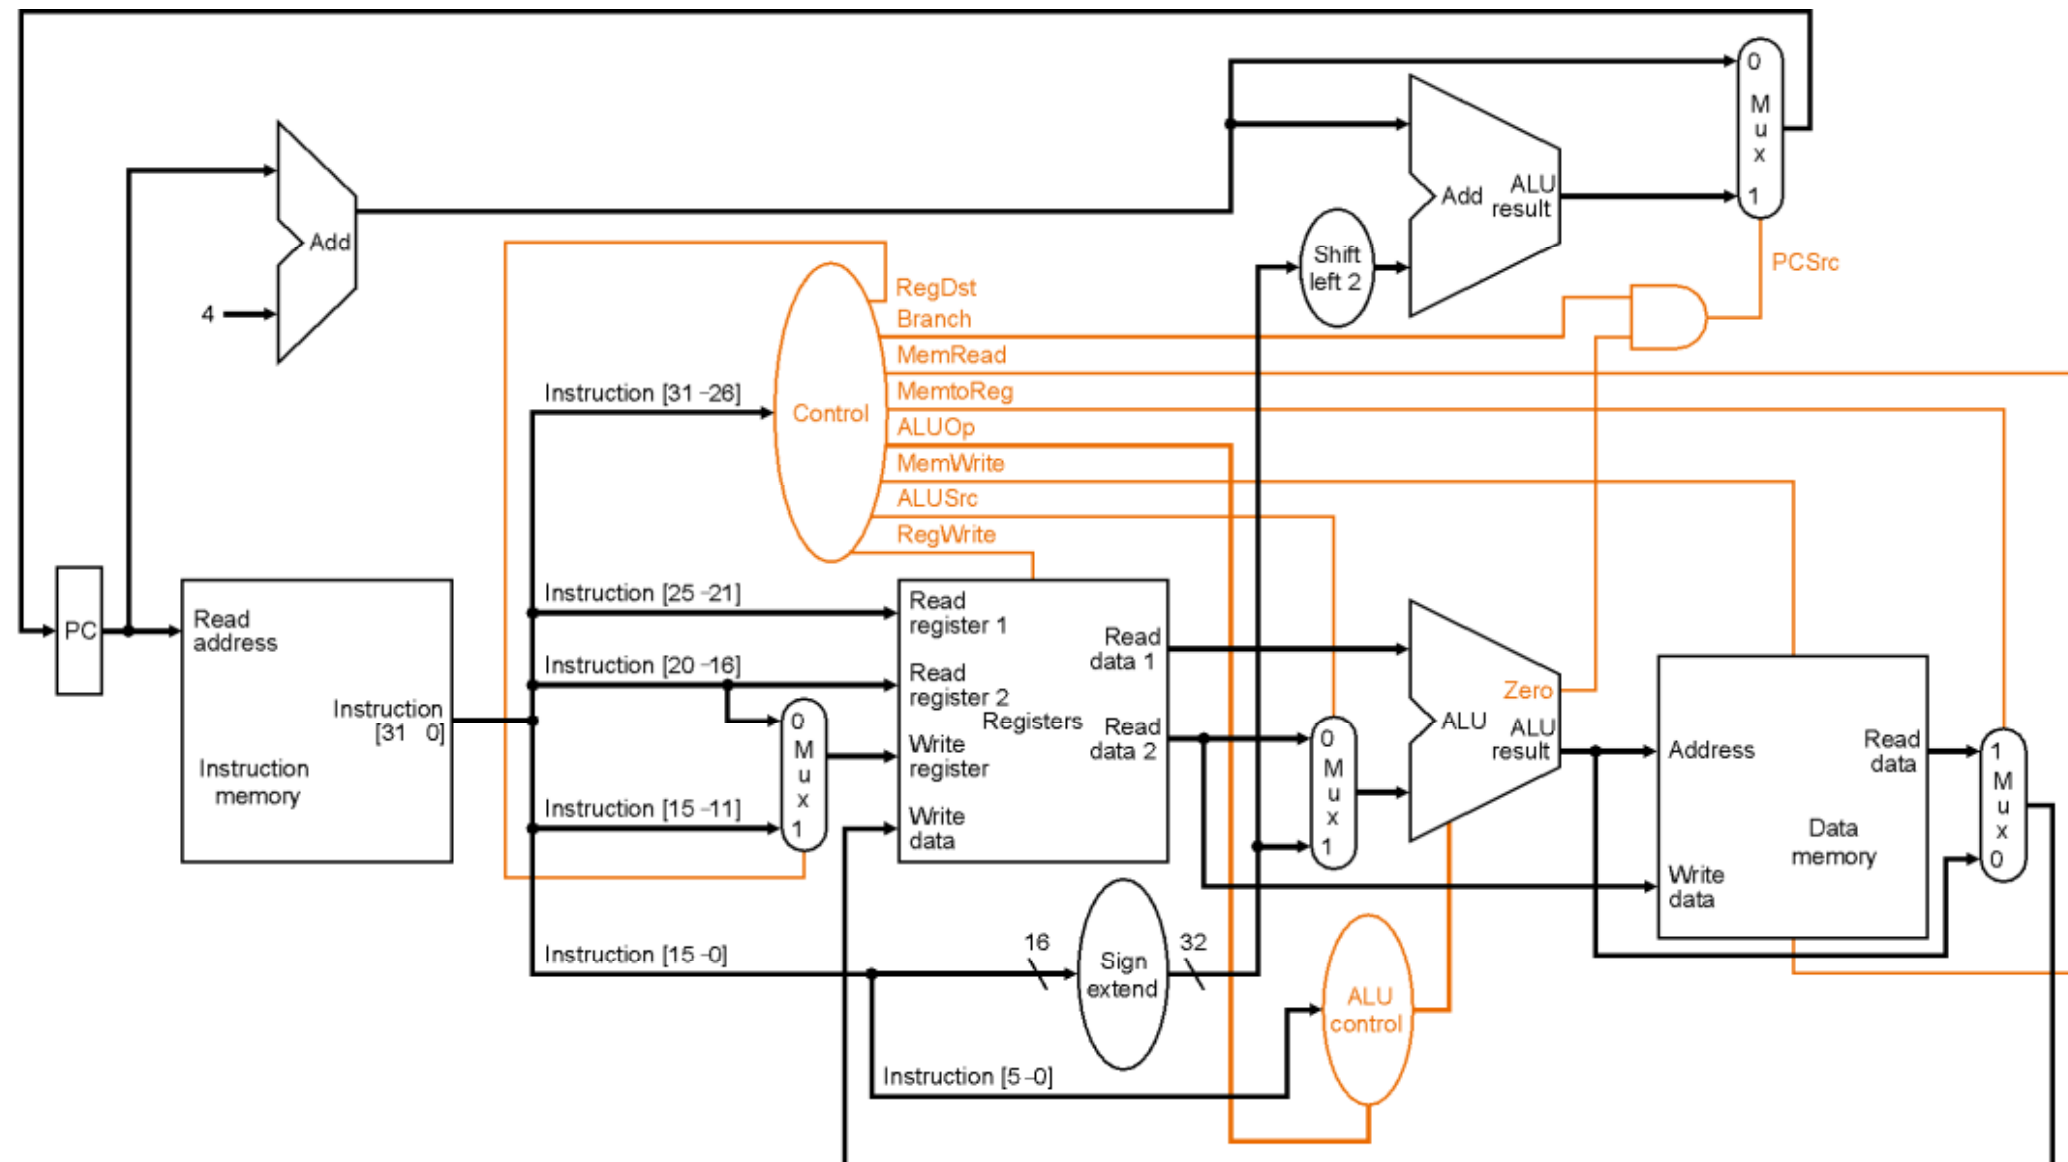 0
M
u
x
1
Add
ALU
result
Shift
left 2
PCSrc
Add
4
RegDst
Branch
MemRead
MemtoReg
ALUOp
MemWrite
ALUSrc
RegWrite
Control
Instruction [31 –26]
Instruction [25 –21]
Instruction [20 –16]
Instruction [15 –11]
Instruction [15 –0]
Instruction [5 –0]
PC
Read
address
Instruction
[31 0]
Instruction
memory
0
M
u
x
1
Read
register 1
Read
register 2
Registers
Write
register
Write
data
Read
data 1
Read
data 2
0
M
u
x
1
Zero
ALU
ALU
result
Address
Read
data
Data
memory
Write
data
1
M
u
x
0
16
Sign
extend
32
ALU
control